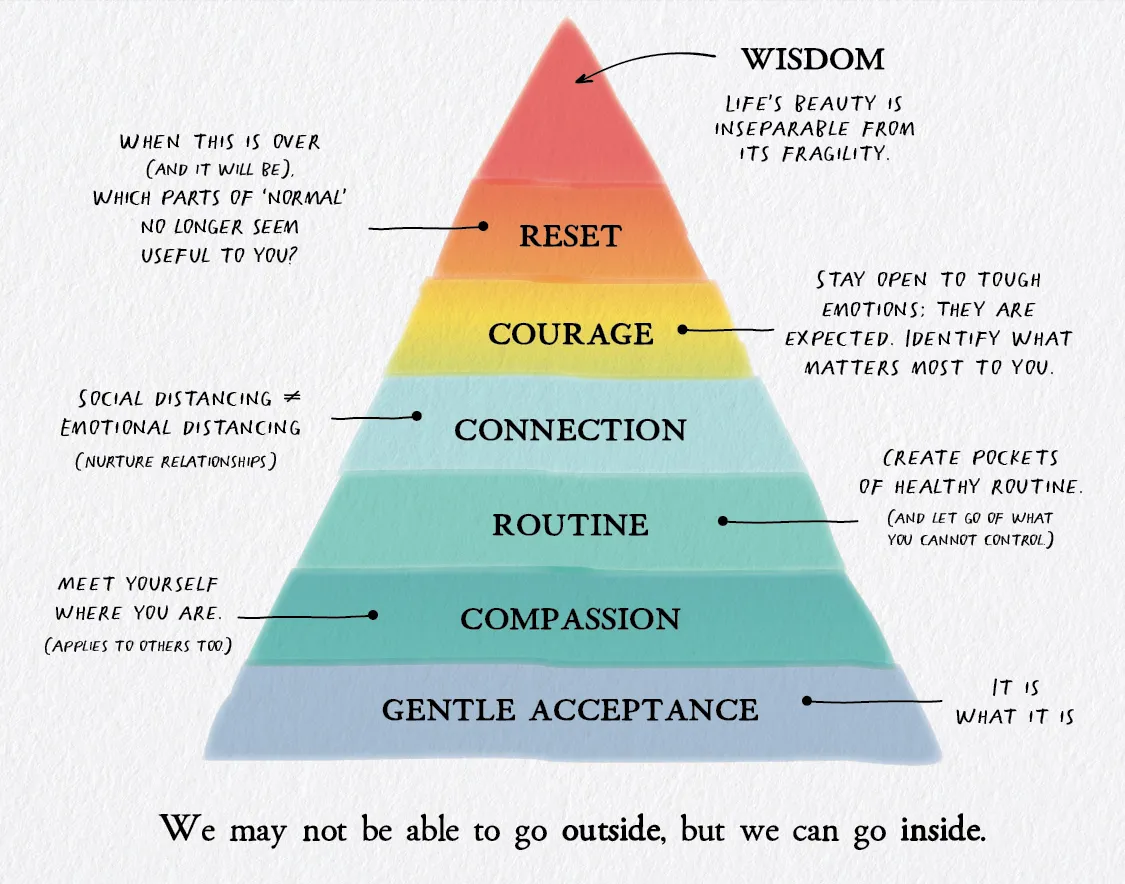 WISDOM
LIFE'S BEAUTY IS
INSEPARABLE FROM
ITS FRAGILITY.
WHEN THIS IS OVER
(AND IT WILL BE),
WHICH PARTS OF 'NORMAL'
NO LONGER SEEM
USEFUL TO YOU?
RESET
STAY OPEN TO TOUGH
EMOTIONS; THEY ARE
EXPECTED. IDENTIFY WHAT
MATTERS MOST TO YOU.
COURAGE
SOCIAL DISTANCING ≠
EMOTIONAL DISTANCING
(NURTURE RELATIONSHIPS)
CONNECTION
CREATE POCKETS
OF HEALTHY ROUTINE.
(AND LET GO OF WHAT
YOU CANNOT CONTROL.)
ROUTINE
MEET YOURSELF
WHERE YOU ARE.
(APPLIES TO OTHERS TOO.)
COMPASSION
GENTLE ACCEPTANCE
IT IS
WHAT IT IS
We may not be able to go outside, but we can go inside.